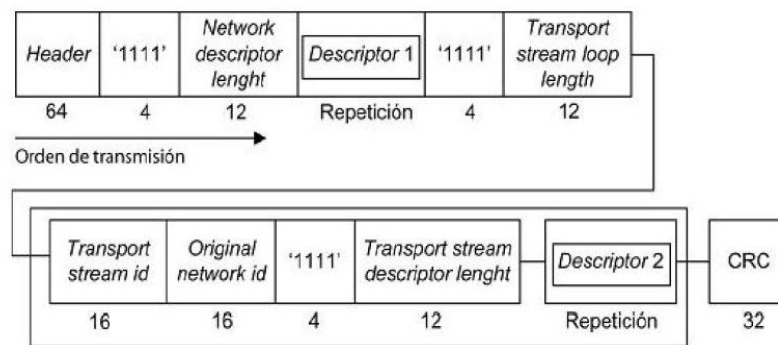 Header
'1111'
Network
descriptor
lenght
Descriptor 1
'1111'
Transport
stream loop
length
64
4
12
Repetición
4
12
Orden de transmisión
Transport
stream id
Original
network id
'1111'
Transport stream
descriptor lenght
Descriptor 2
CRC
16
16
4
12
Repetición
32